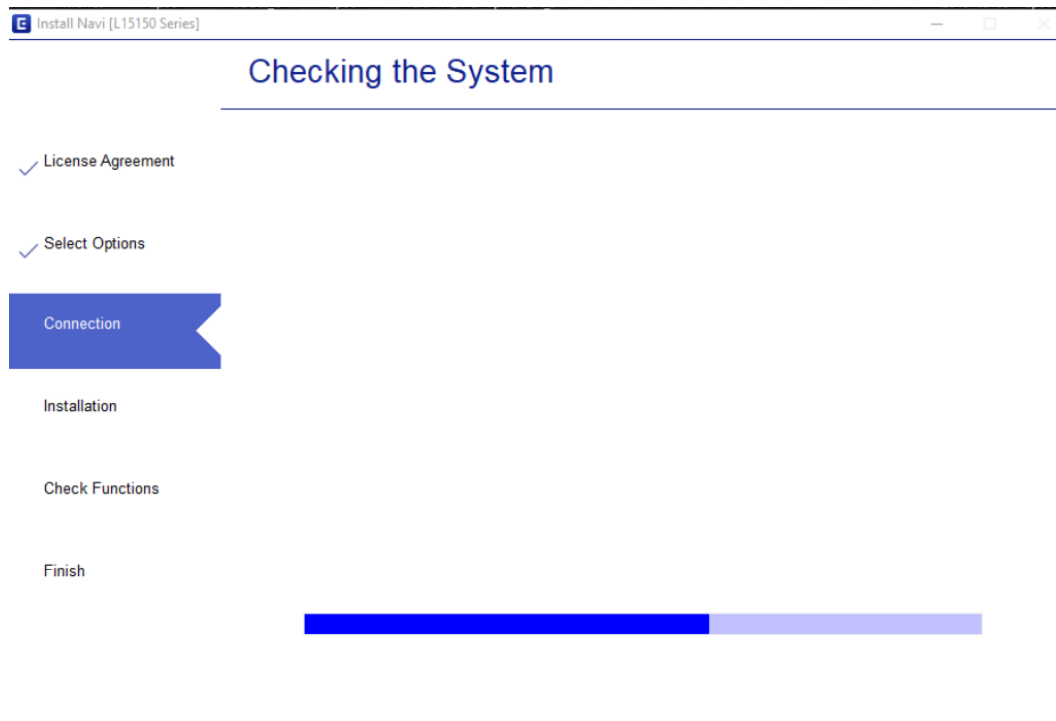 Install Navi [L15150 Series]
Checking the System
License Agreement
Select Options
Connection
Installation
Check Functions
Finish